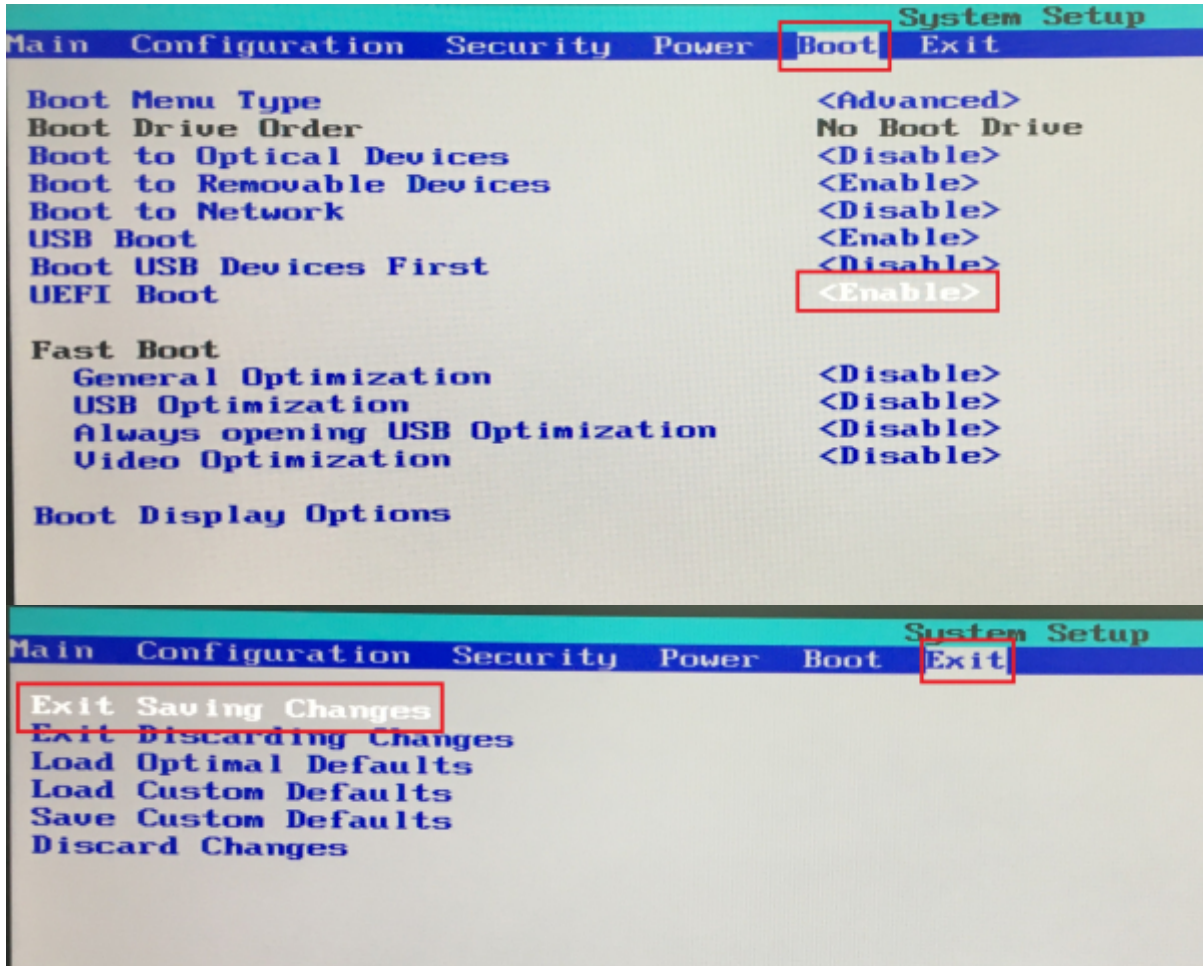 System Setup
Main Configuration Security Power Boot Exit
Boot Menu Type <Advanced>
Boot Drive Order No Boot Drive
Boot to Optical Devices <Disable>
Boot to Removable Devices <Enable>
Boot to Network <Disable>
USB Boot <Enable>
Boot USB Devices First <Disable>
UEFI Boot <Enable>
Fast Boot
General Optimization <Disable>
USB Optimization <Disable>
Always opening USB Optimization <Disable>
Video Optimization <Disable>
Boot Display Options
System Setup
Main Configuration Security Power Boot Exit
Exit Saving Changes
Exit Discarding Changes
Load Optimal Defaults
Load Custom Defaults
Save Custom Defaults
Discard Changes